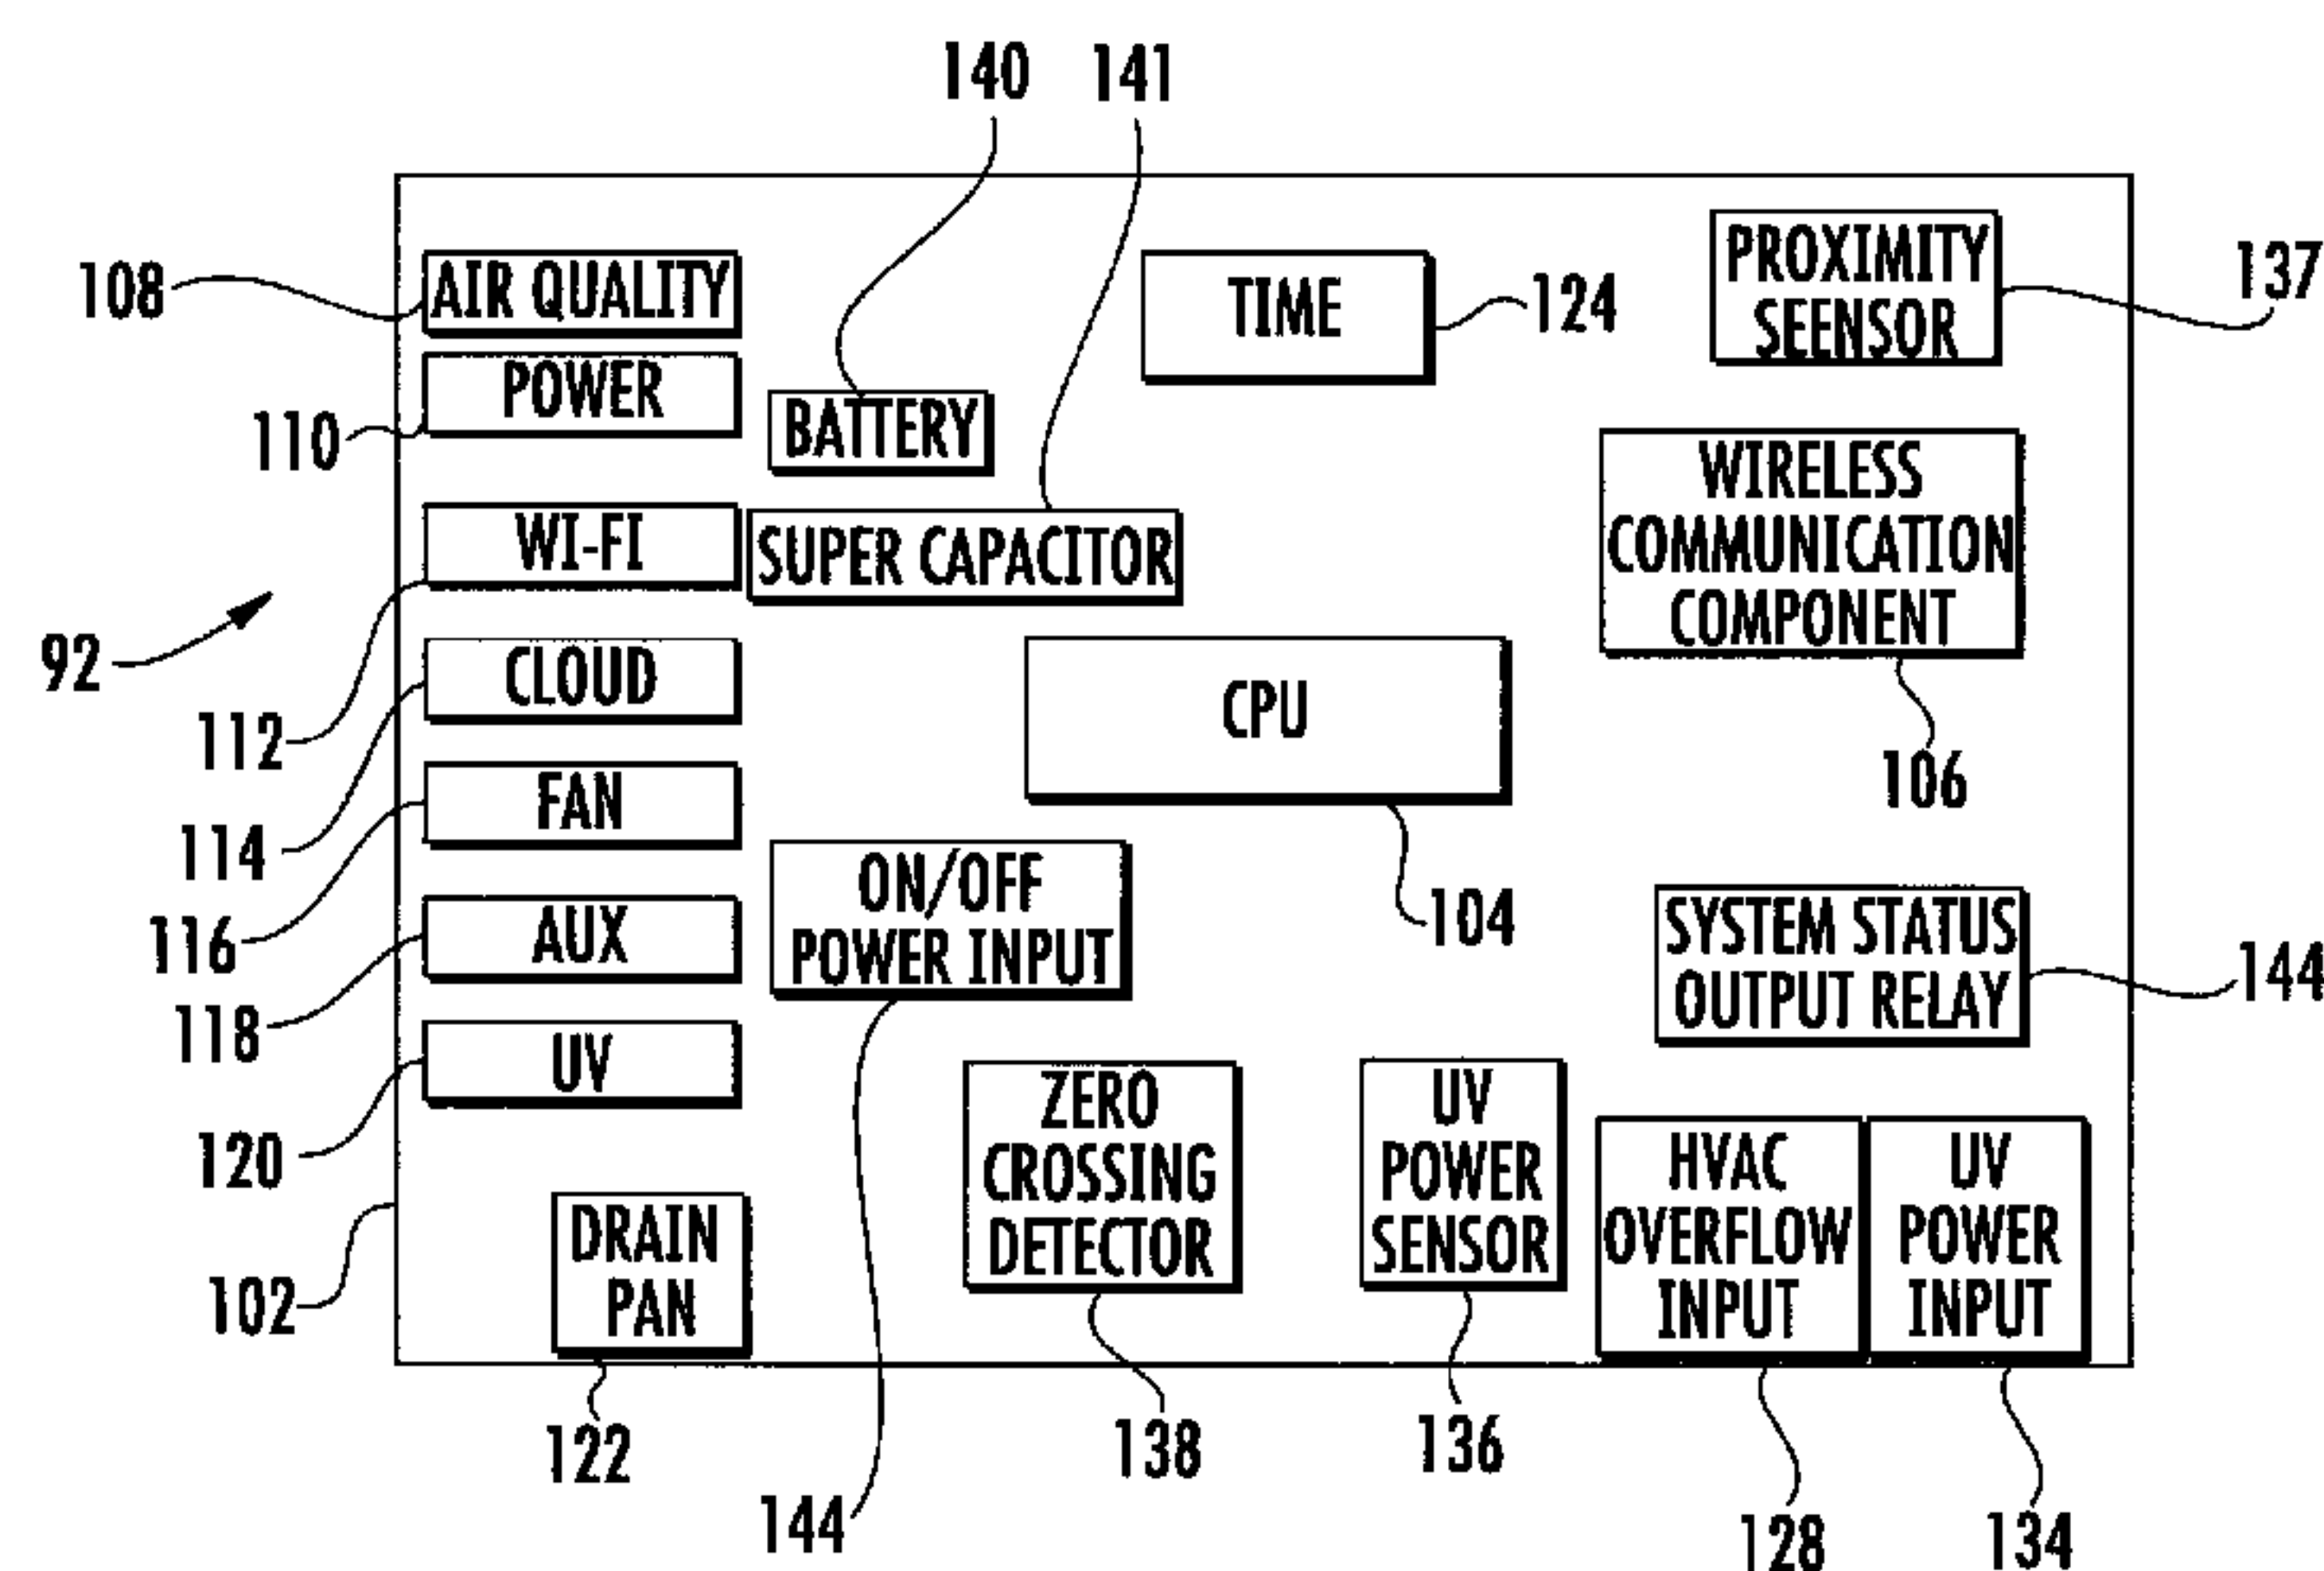 140
141
108
AIR QUALITY
TIME
124
PROXIMITY
SEENSOR
137
POWER
110
BATTERY
WI-FI
SUPER CAPACITOR
WIRELESS
COMMUNICATION
COMPONENT
106
92
112
CLOUD
CPU
104
114
FAN
116
ON/OFF
POWER INPUT
144
AUX
118
SYSTEM STATUS
OUTPUT RELAY
144
UV
120
102
DRAIN
PAN
122
ZERO
CROSSING
DETECTOR
138
UV
POWER
SENSOR
136
HVAC
OVERFLOW
INPUT
128
UV
POWER
INPUT
134